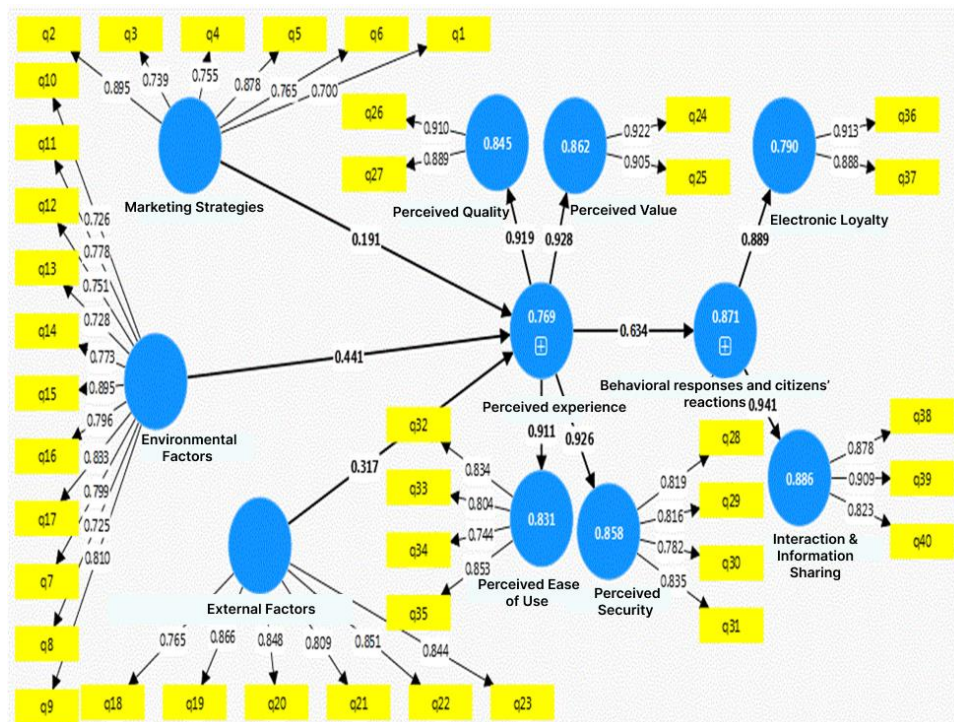 q2 q3 q4 q5 q6 q1
0.895 0.739 0.755 0.878 0.765 0.700
q10
q11
q12
q13
q14
q15
q16
q17
q7
q8
q9
0.726
0.778
0.751
0.728
0.773
0.895
0.796
0.833
0.799
0.725
0.810
Marketing Strategies
0.191
Environmental
Factors
0.441
External Factors
0.317
0.765 0.866 0.848 0.809 0.851 0.844
q18 q19 q20 q21 q22 q23
q26
q27
0.910
0.889
0.845
Perceived Quality
0.919
0.862
Perceived Value
0.928
0.922
0.905
q24
q25
0.769
Perceived experience
0.634
0.871
Behavioral responses and citizens'
reactions
0.889
0.790
Electronic Loyalty
0.913
0.888
q36
q37
0.941
0.886
Interaction &
Information
Sharing
0.878
0.909
0.823
q38
q39
q40
0.911
0.926
q32
q33
q34
q35
0.834
0.804
0.744
0.853
0.831
Perceived Ease
of Use
0.858
Perceived
Security
0.819
0.816
0.782
0.835
q28
q29
q30
q31